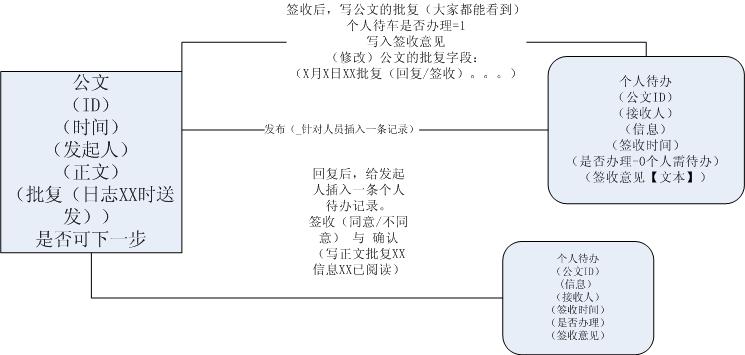 签收后，写公文的批复（大家都能看到）
个人待车是否办理=1
写入签收意见
（修改）公文的批复字段：
（X月X日XX批复（回复/签收）。。。）
公文
（ID）
（时间）
（发起人）
（正文）
（批复（日志XX时送
发））
是否可下一步
发布（_针对人员插入一条记录）
个人待办
（公文ID）
（接收人）
（信息）
（签收时间）
（是否办理-0个人需待办）
（签收意见【文本】）
回复后，给发起
人插入一条个人
待办记录。
签收（同意/不同
意） 与 确认
（写正文批复XX
信息XX已阅读）
个人待办
（公文ID）
（信息）
（接收人）
（签收时间）
（是否办理）
（签收意见）